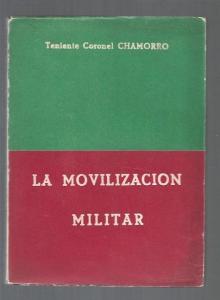 Teniente Coronel CHAMORRO
LA MOVILIZACION
MILITAR